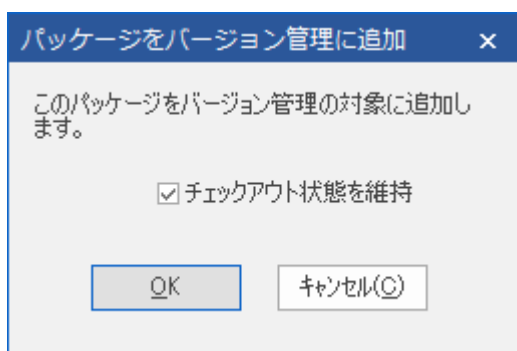 パッケージをバージョン管理に追加
このパッケージをバージョン管理の対象に追加し
ます。
チェックアウト状態を維持
OK キャンセル(C)